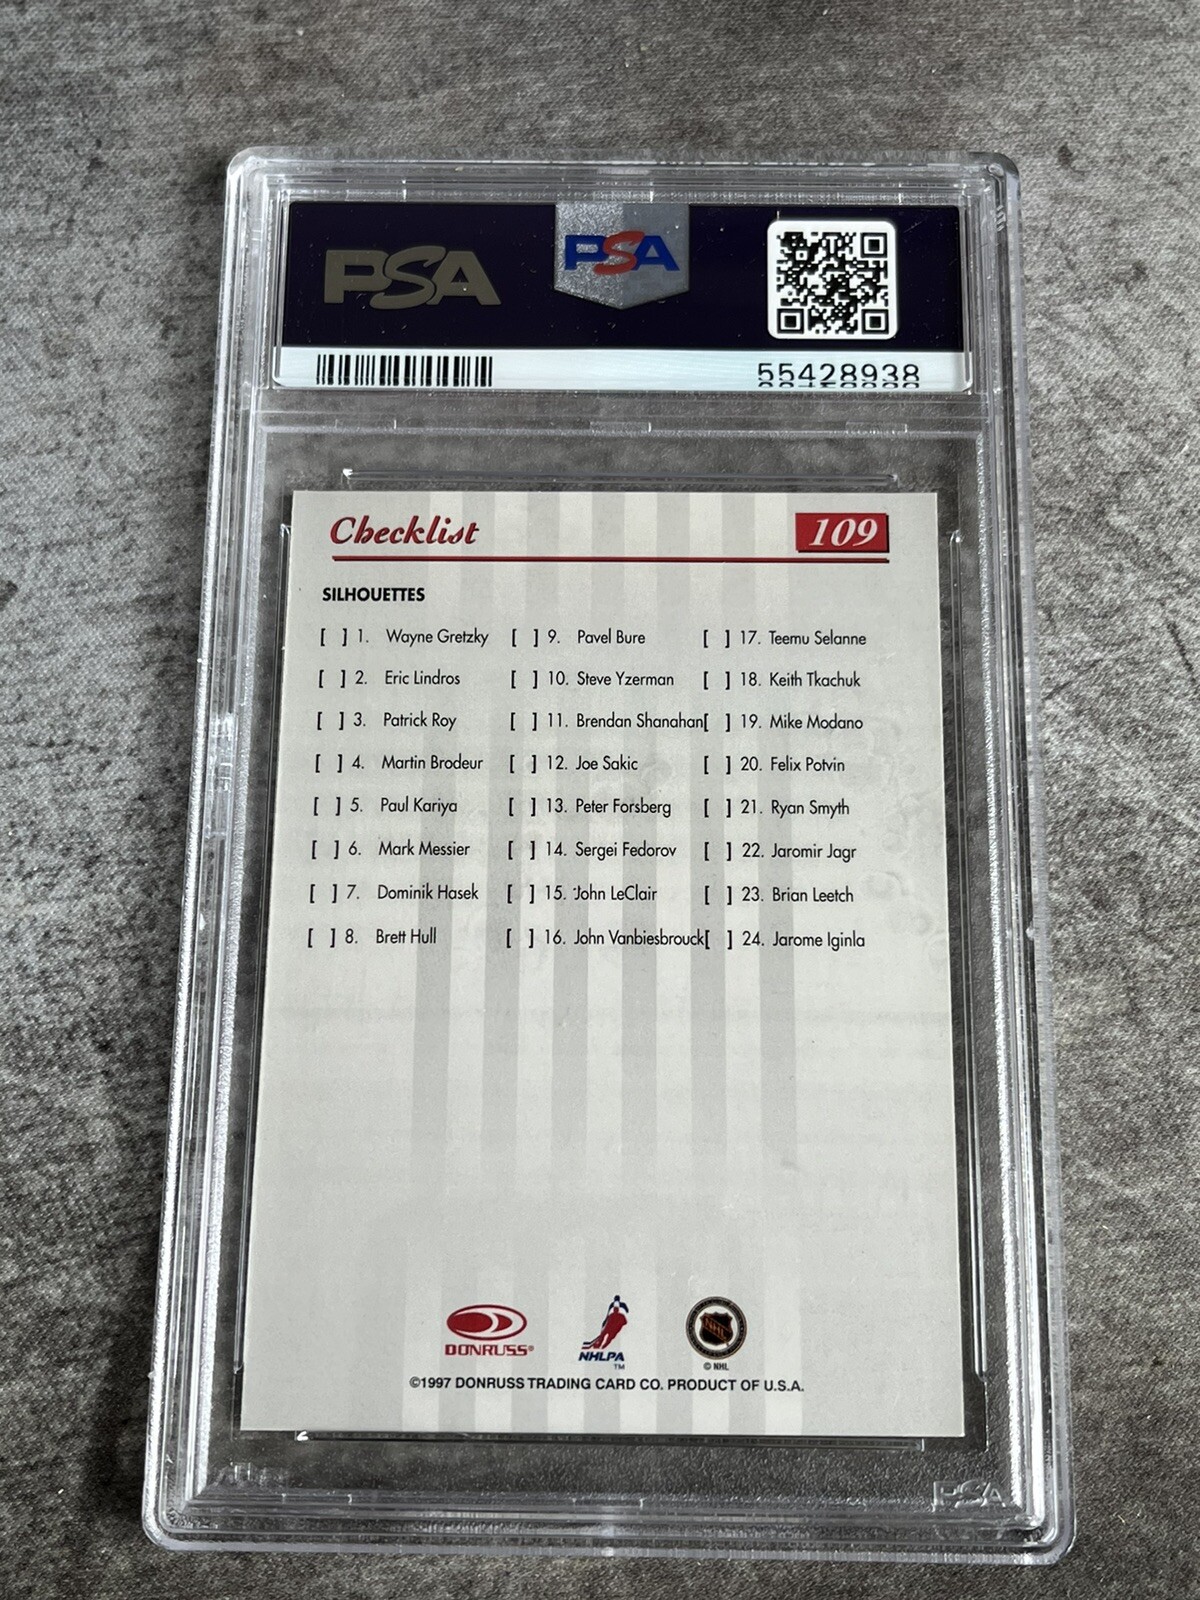 PSA PSA
55428938
Checklist 109
SILHOUETTES
[ ] 1. Wayne Gretzky [ ] 9. Pavel Bure [ ] 17. Teemu Selanne
[ ] 2. Eric Lindros [ ] 10. Steve Yzerman [ ] 18. Keith Tkachuk
[ ] 3. Patrick Roy [ ] 11. Brendan Shanahan [ ] 19. Mike Modano
[ ] 4. Martin Brodeur [ ] 12. Joe Sakic [ ] 20. Felix Potvin
[ ] 5. Paul Kariya [ ] 13. Peter Forsberg [ ] 21. Ryan Smyth
[ ] 6. Mark Messier [ ] 14. Sergei Fedorov [ ] 22. Jaromir Jagr
[ ] 7. Dominik Hasek [ ] 15. John LeClair [ ] 23. Brian Leetch
[ ] 8. Brett Hull [ ] 16. John Vanbiesbrouck [ ] 24. Jarome Iginla
DONRUSS® NHLPA NHL
TM © NHL
©1997 DONRUSS TRADING CARD CO. PRODUCT OF U.S.A.
PSA